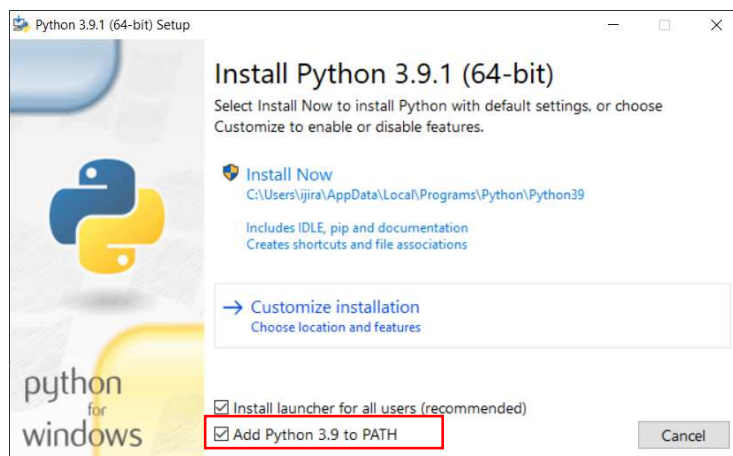 Python 3.9.1 (64-bit) Setup
Install Python 3.9.1 (64-bit)
Select Install Now to install Python with default settings, or choose
Customize to enable or disable features.
Install Now
C:\Users\ijira\AppData\Local\Programs\Python\Python39
Includes IDLE, pip and documentation
Creates shortcuts and file associations
Customize installation
Choose location and features
python
for
windows
Install launcher for all users (recommended)
Add Python 3.9 to PATH
Cancel